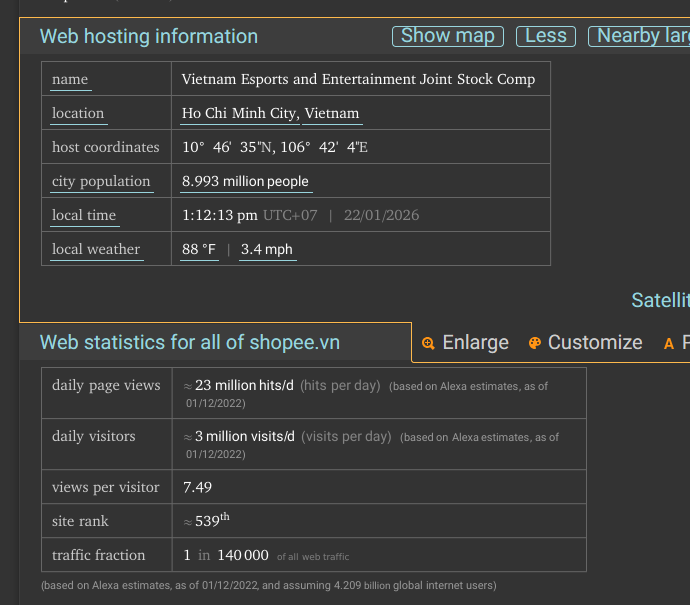 Web hosting information Show map Less Nearby larg
name Vietnam Esports and Entertainment Joint Stock Comp
location Ho Chi Minh City, Vietnam
host coordinates 10° 46' 35"N, 106° 42' 4"E
city population 8.993 million people
local time 1:12:13 pm UTC+07 | 22/01/2026
local weather 88 °F | 3.4 mph
Satellit
Web statistics for all of shopee.vn Enlarge Customize A P
daily page views ≈ 23 million hits/d (hits per day) (based on Alexa estimates, as of
01/12/2022)
daily visitors ≈ 3 million visits/d (visits per day) (based on Alexa estimates, as of
01/12/2022)
views per visitor 7.49
site rank ≈ 539th
traffic fraction 1 in 140 000 of all web traffic
(based on Alexa estimates, as of 01/12/2022, and assuming 4.209 billion global internet users)